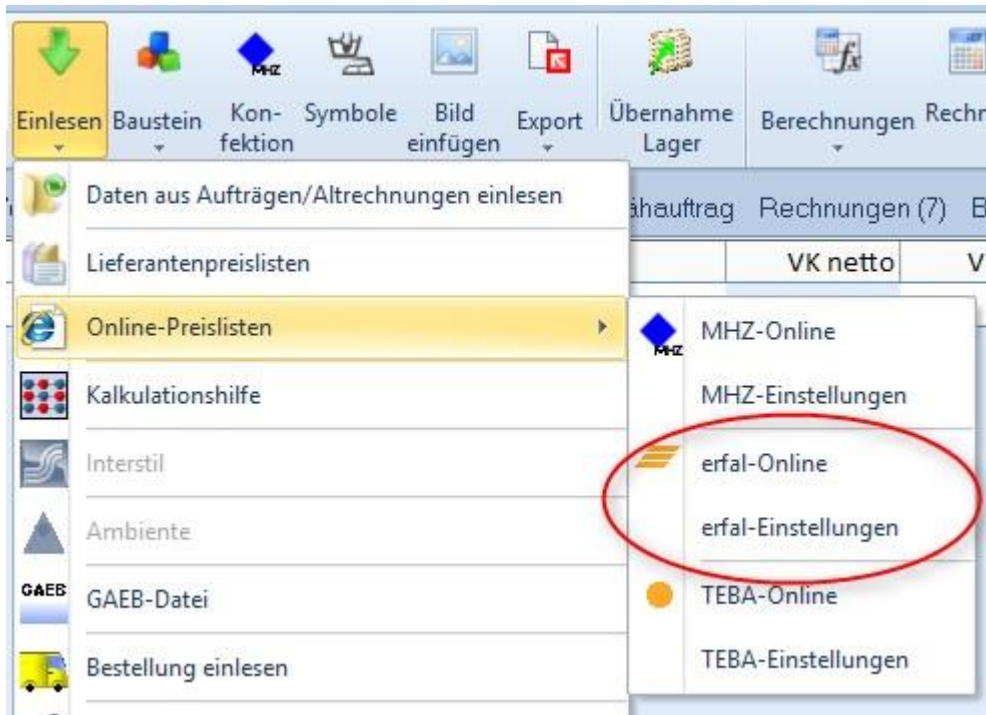 MHZ
Einlesen
Baustein
Kon-
fektion
Symbole
Bild
einfügen
Export
Übernahme
Lager
Berechnungen
Daten aus Aufträgen/Altrechnungen einlesen
Rechnungen (7)
Lieferantenpreislisten
VK netto
Online-Preislisten
Kalkulationshilfe
Interstil
Ambiente
GAEB
GAEB-Datei
Bestellung einlesen
MHZ
MHZ-Online
MHZ-Einstellungen
erfal-Online
erfal-Einstellungen
TEBA-Online
TEBA-Einstellungen